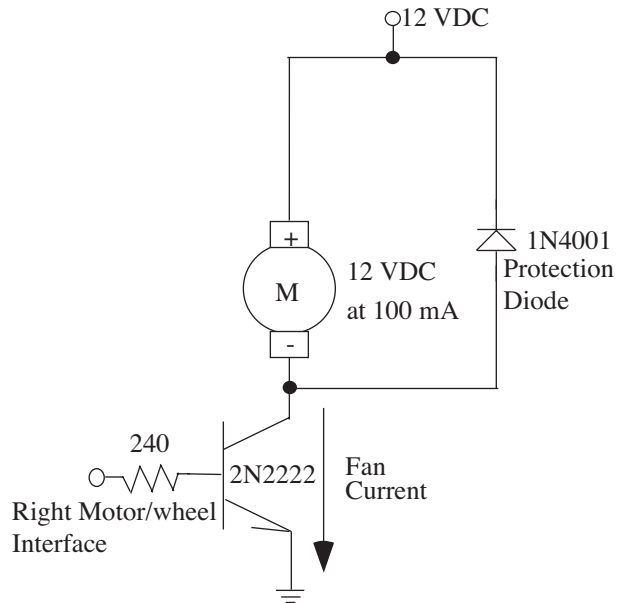 12 VDC
+
M
-
12 VDC
at 100 mA
1N4001
Protection
Diode
240
2N2222
Fan
Current
Right Motor/wheel
Interface